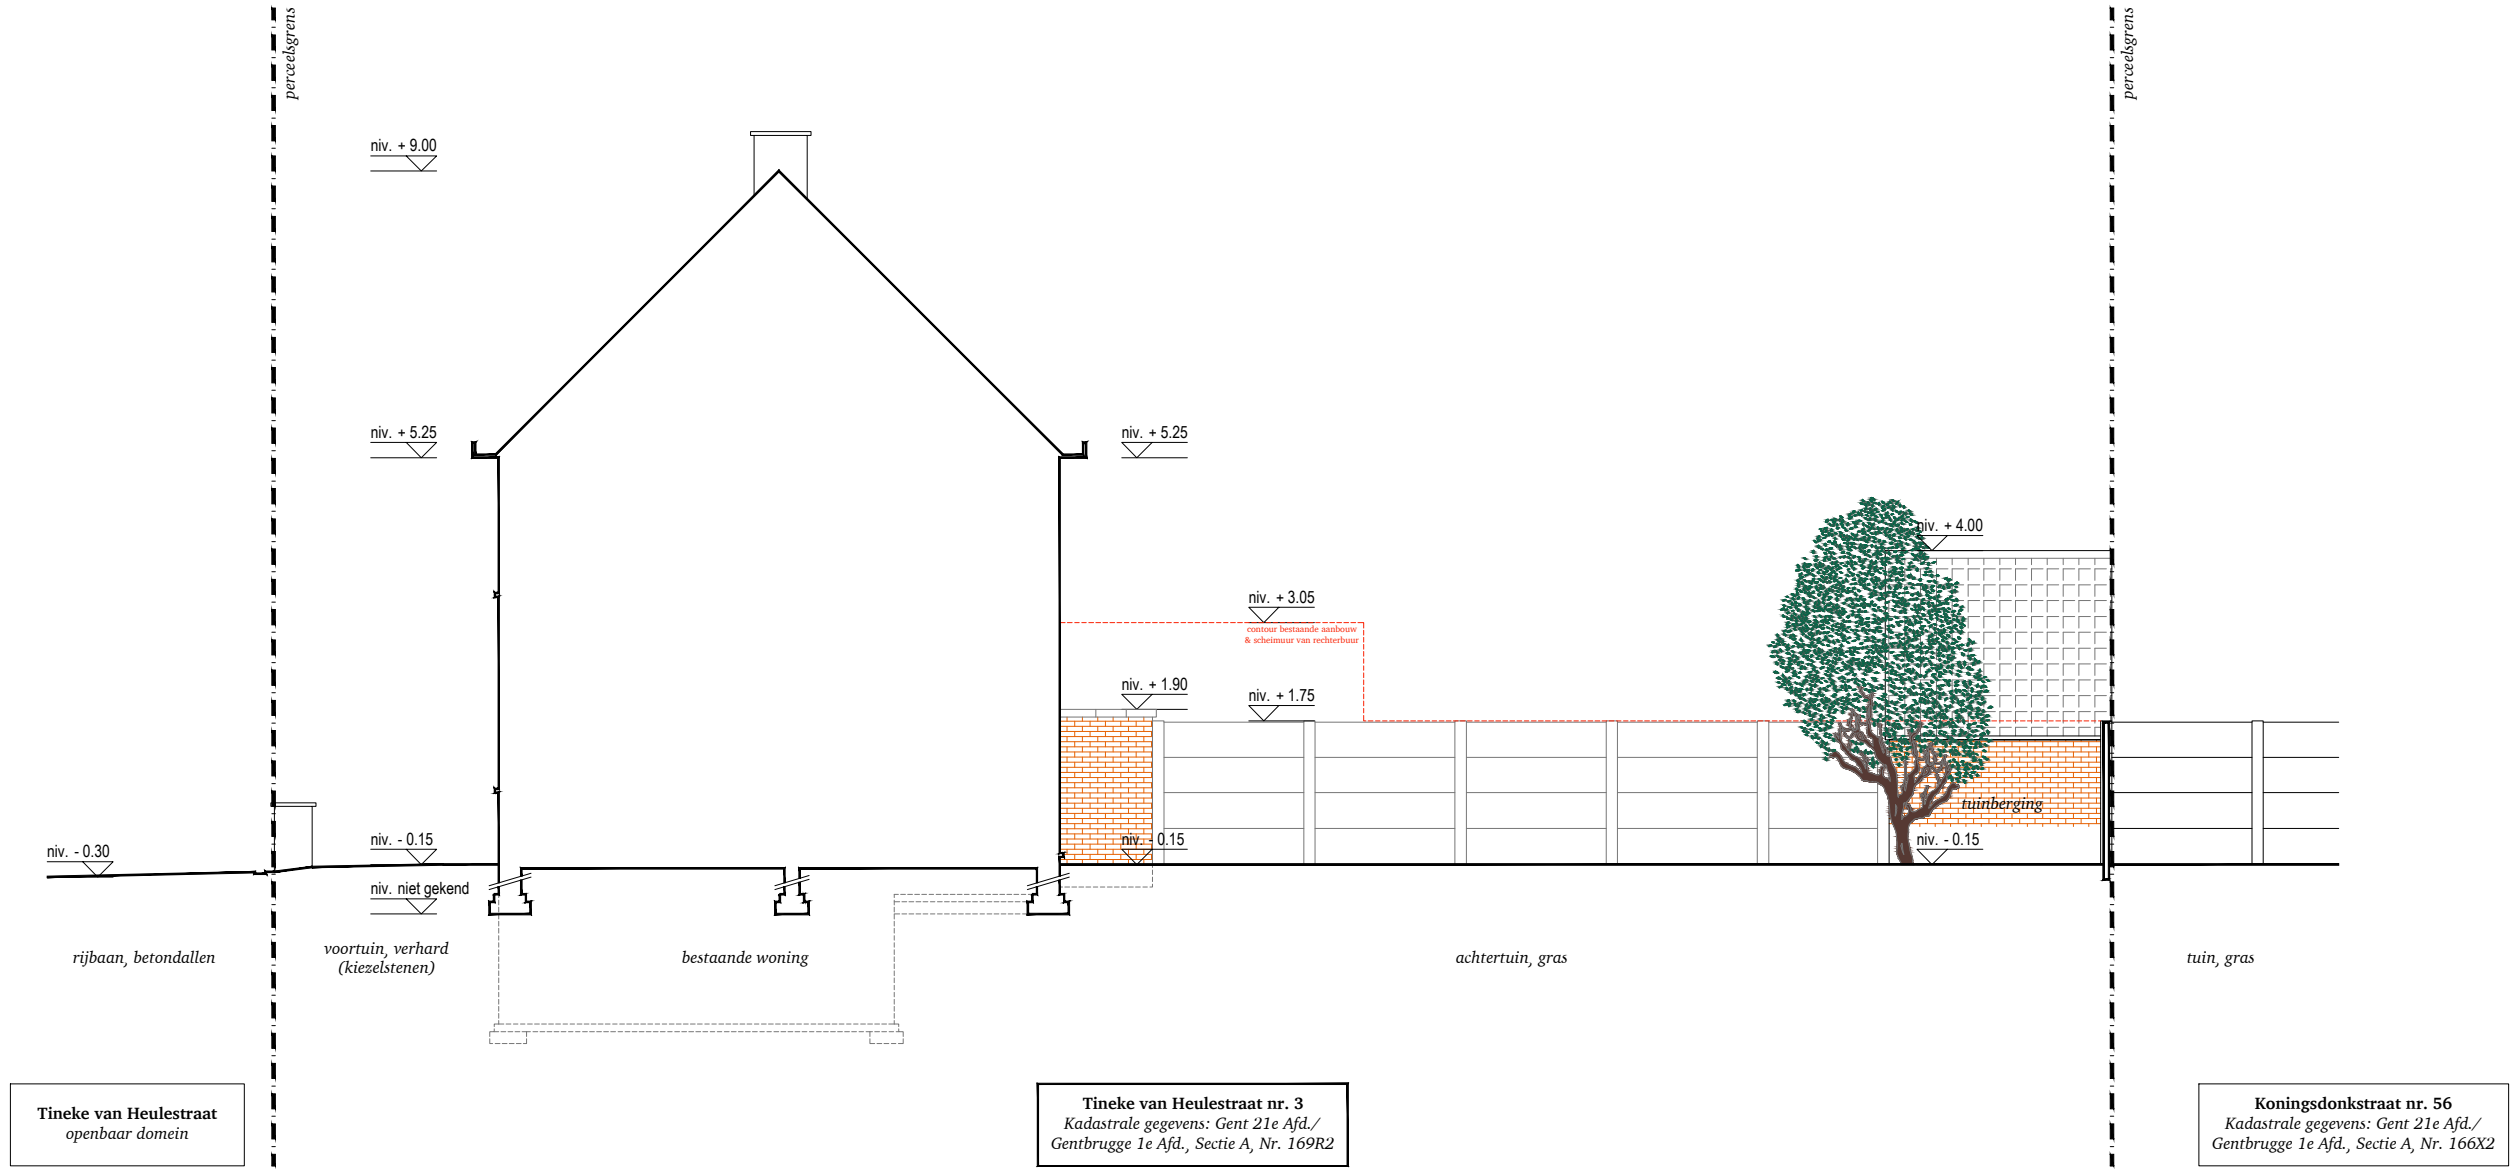 perceelsgrens
perceelsgrens
niv. + 9.00
niv. + 5.25
niv. + 5.25
niv. + 4.00
niv. + 3.05
contour bestaande aanbouw
& scheimuur van rechterbuur
niv. + 1.90
niv. + 1.75
tuinberging
niv. - 0.30
niv. - 0.15
niv. - 0.15
niv. - 0.15
niv. niet gekend
rijbaan, betondallen
voortuin, verhard
(kiezelstenen)
bestaande woning
achtertuin, gras
tuin, gras
Tineke van Heulestraat
openbaar domein
Tineke van Heulestraat nr. 3
Kadastrale gegevens: Gent 21e Afd./
Gentbrugge 1e Afd., Sectie A, Nr. 169R2
Koningsdonkstraat nr. 56
Kadastrale gegevens: Gent 21e Afd./
Gentbrugge 1e Afd., Sectie A, Nr. 166X2